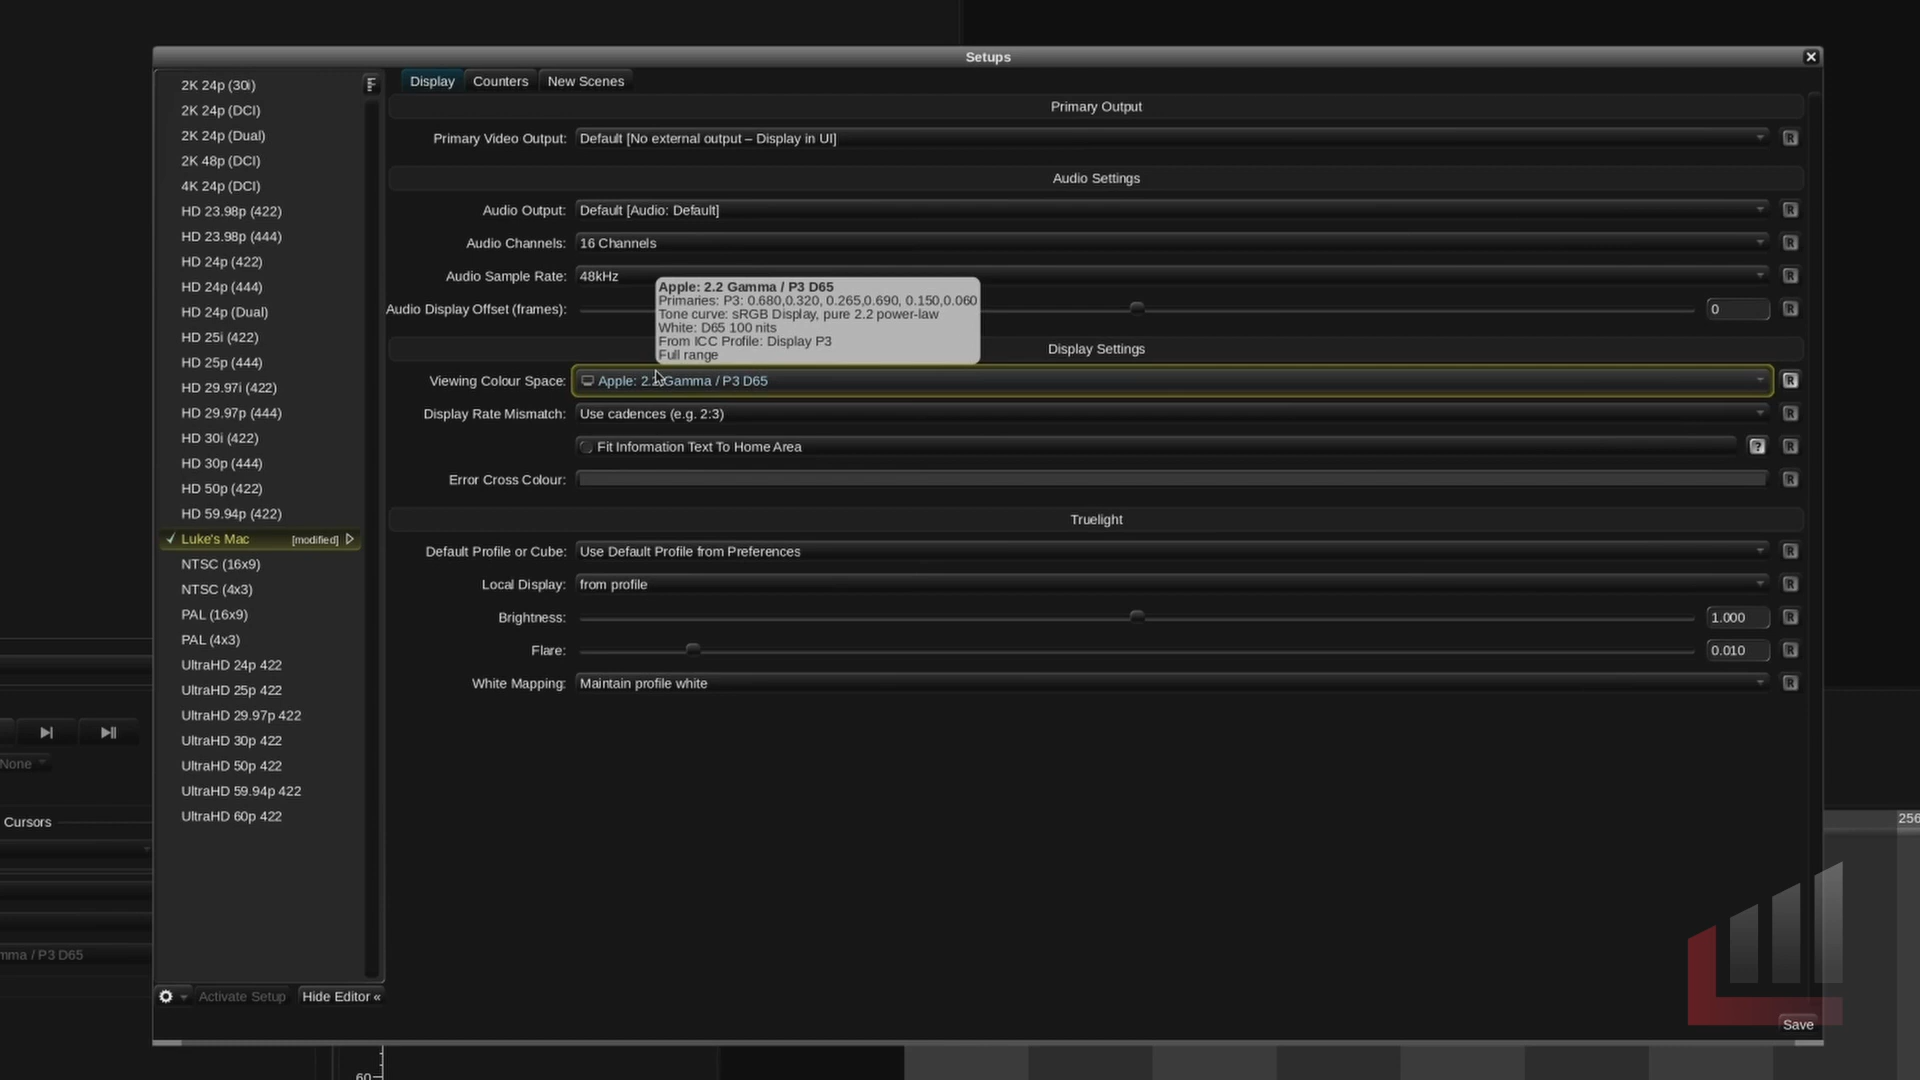 Setups
2K 24p (30i)
2K 24p (DCI)
2K 24p (Dual)
2K 48p (DCI)
4K 24p (DCI)
HD 23.98p (422)
HD 23.98p (444)
HD 24p (422)
HD 24p (444)
HD 24p (Dual)
HD 25i (422)
HD 25p (444)
HD 29.97i (422)
HD 29.97p (444)
HD 30i (422)
HD 30p (444)
HD 50p (422)
HD 59.94p (422)
✓ Luke's Mac [modified]
NTSC (16x9)
NTSC (4x3)
PAL (16x9)
PAL (4x3)
UltraHD 24p 422
UltraHD 25p 422
UltraHD 29.97p 422
UltraHD 30p 422
UltraHD 50p 422
UltraHD 59.94p 422
UltraHD 60p 422
Activate Setup Hide Editor «
Display Counters New Scenes
Primary Output
Primary Video Output: Default [No external output – Display in UI] R
Audio Settings
Audio Output: Default [Audio: Default] R
Audio Channels: 16 Channels R
Audio Sample Rate: 48kHz R
Audio Display Offset (frames): 0 R
Apple: 2.2 Gamma / P3 D65
Primaries: P3: 0.680,0.320, 0.265,0.690, 0.150,0.060
Tone curve: sRGB Display, pure 2.2 power-law
White: D65 100 nits
From ICC Profile: Display P3
Full range
Display Settings
Viewing Colour Space: Apple: 2.2 Gamma / P3 D65 R
Display Rate Mismatch: Use cadences (e.g. 2:3) R
Fit Information Text To Home Area ? R
Error Cross Colour: R
Truelight
Default Profile or Cube: Use Default Profile from Preferences R
Local Display: from profile R
Brightness: 1.000 R
Flare: 0.010 R
White Mapping: Maintain profile white R
Save
None
Cursors
mma / P3 D65
256
60